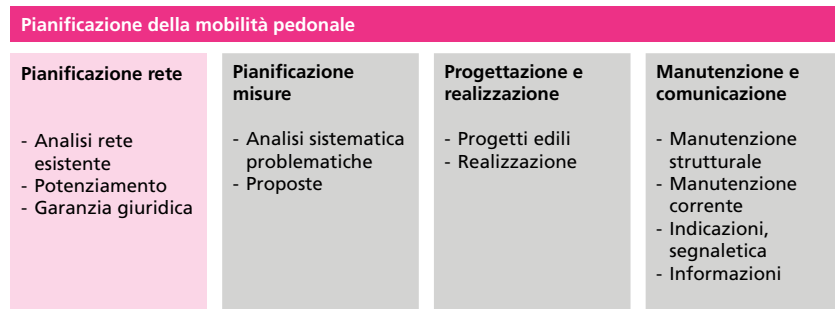 Pianificazione della mobilità pedonale
Pianificazione rete
- Analisi rete
esistente
- Potenziamento
- Garanzia giuridica
Pianificazione
misure
- Analisi sistematica
problematiche
- Proposte
Progettazione e
realizzazione
- Progetti edili
- Realizzazione
Manutenzione e
comunicazione
- Manutenzione
strutturale
- Manutenzione
corrente
- Indicazioni,
segnaletica
- Informazioni